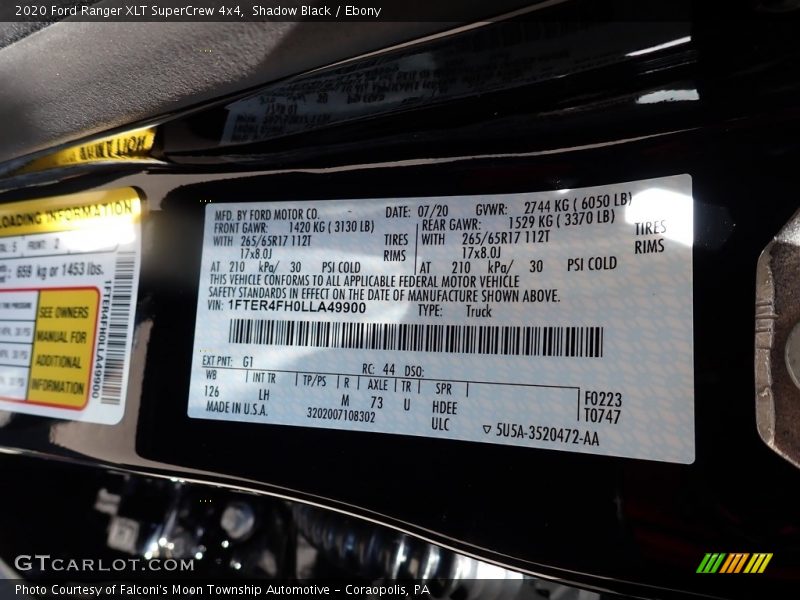 2020 Ford Ranger XLT SuperCrew 4x4, Shadow Black / Ebony
LOADING INFORMATION
FRONT: 2
659 kg or 1453 lbs.
SEE OWNERS
MANUAL FOR
ADDITIONAL
INFORMATION
1FTER4FH0LLA49900
MFD. BY FORD MOTOR CO. DATE: 07/20 GVWR: 2744 KG ( 6050 LB)
FRONT GAWR: 1420 KG ( 3130 LB) REAR GAWR: 1529 KG ( 3370 LB)
WITH 265/65R17 112T TIRES WITH 265/65R17 112T TIRES
17x8.0J RIMS 17x8.0J RIMS
AT 210 kPa/ 30 PSI COLD AT 210 kPa/ 30 PSI COLD
THIS VEHICLE CONFORMS TO ALL APPLICABLE FEDERAL MOTOR VEHICLE
SAFETY STANDARDS IN EFFECT ON THE DATE OF MANUFACTURE SHOWN ABOVE.
VIN: 1FTER4FH0LLA49900 TYPE: Truck
EXT PNT: G1 RC: 44 DSO:
WB INT TR TP/PS R AXLE TR SPR F0223
126 LH M 73 U HDEE T0747
MADE IN U.S.A. 3202007108302 ULC 5U5A-3520472-AA
GTCARLOT.COM
Photo Courtesy of Falconi's Moon Township Automotive - Coraopolis, PA